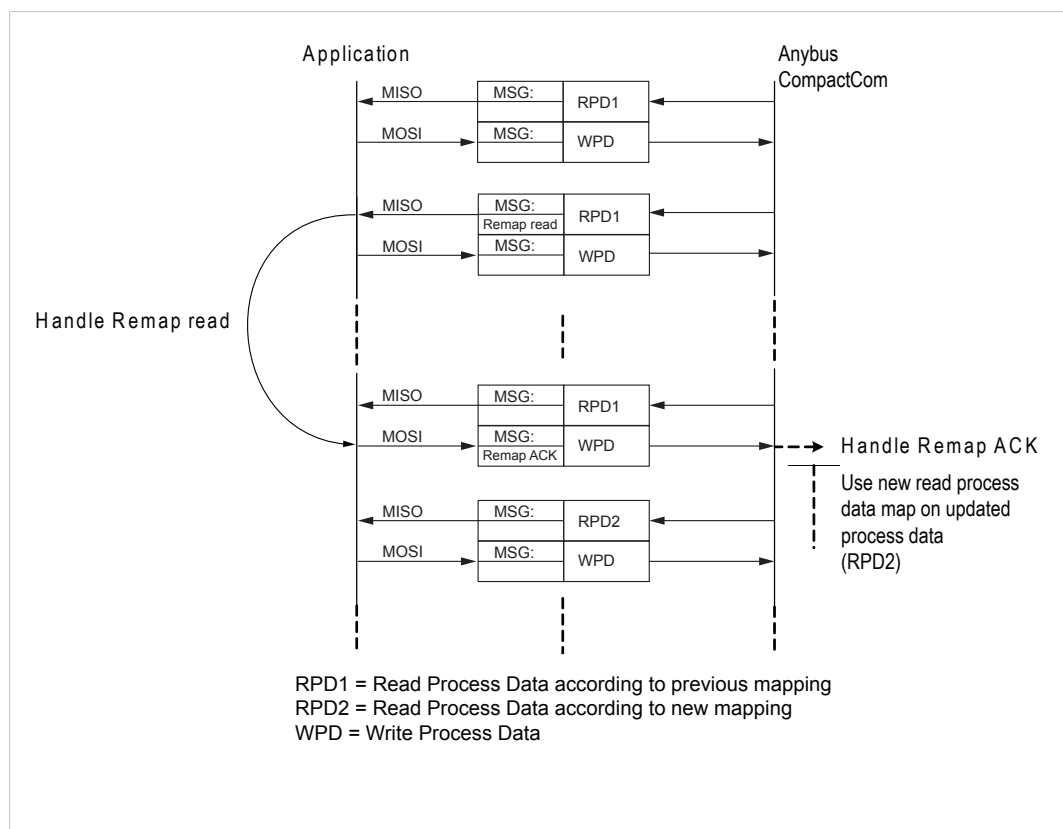 Application
Anybus
CompactCom
MISO
MSG:
RPD1
MOSI
MSG:
WPD
MISO
MSG:
Remap read
RPD1
MOSI
MSG:
WPD
Handle Remap read
MISO
MSG:
RPD1
MOSI
MSG:
Remap ACK
WPD
Handle Remap ACK
Use new read process
data map on updated
process data
(RPD2)
MISO
MSG:
RPD2
MOSI
MSG:
WPD
RPD1 = Read Process Data according to previous mapping
RPD2 = Read Process Data according to new mapping
WPD = Write Process Data